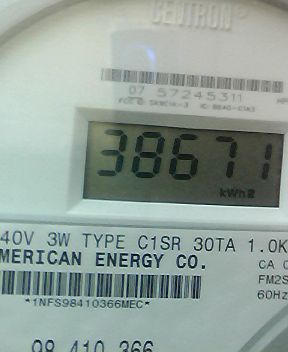 CENTRON®
07 57245311
38671
kWh
40V 3W TYPE C1SR 30TA 1.0K
MERICAN ENERGY CO.
CA 0
FM2S
60Hz
*1NFS98410366MEC*
98 410 366